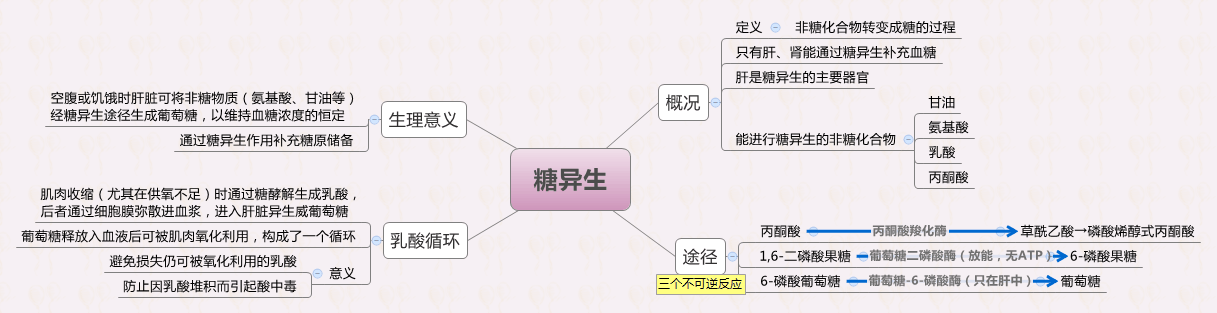 糖异生
概况
定义
非糖化合物转变成糖的过程
只有肝、肾能通过糖异生补充血糖
肝是糖异生的主要器官
能进行糖异生的非糖化合物
甘油
氨基酸
乳酸
丙酮酸
途径
三个不可逆反应
丙酮酸 丙酮酸羧化酶 草酰乙酸→磷酸烯醇式丙酮酸
1,6-二磷酸果糖 葡萄糖二磷酸酶（放能，无ATP） 6-磷酸果糖
6-磷酸葡萄糖 葡萄糖-6-磷酸酶（只在肝中） 葡萄糖
生理意义
空腹或饥饿时肝脏可将非糖物质（氨基酸、甘油等）
经糖异生途径生成葡萄糖，以维持血糖浓度的恒定
通过糖异生作用补充糖原储备
乳酸循环
肌肉收缩（尤其在供氧不足）时通过糖酵解生成乳酸，
后者通过细胞膜弥散进血浆，进入肝脏异生威葡萄糖
葡萄糖释放入血液后可被肌肉氧化利用，构成了一个循环
意义
避免损失仍可被氧化利用的乳酸
防止因乳酸堆积而引起酸中毒